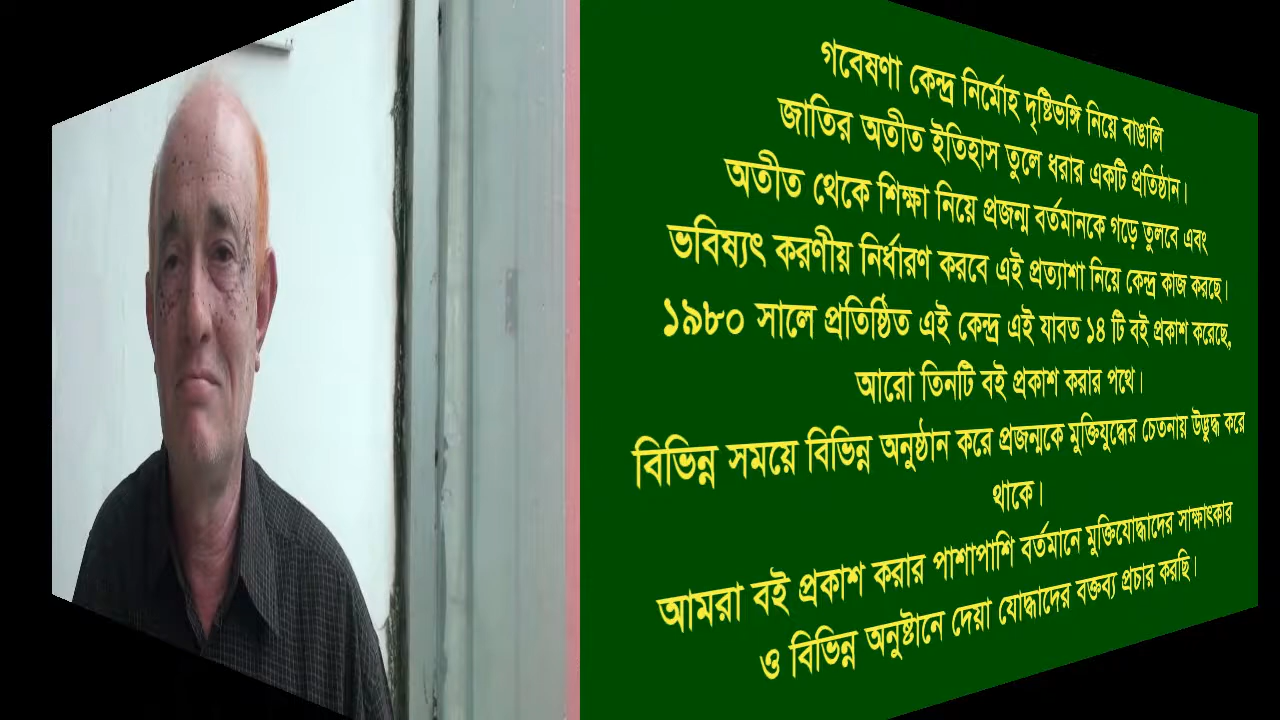 গবেষণা কেন্দ্র নির্মোহ দৃষ্টিভঙ্গি নিয়ে বাঙালি
জাতির অতীত ইতিহাস তুলে ধরার একটি প্রতিষ্ঠান।
অতীত থেকে শিক্ষা নিয়ে প্রজন্ম বর্তমানকে গড়ে তুলবে এবং
ভবিষ্যৎ করণীয় নির্ধারণ করবে এই প্রত্যাশা নিয়ে কেন্দ্র কাজ করছে।
১৯৮০ সালে প্রতিষ্ঠিত এই কেন্দ্র এই যাবত ১৪ টি বই প্রকাশ করেছে,
আরো তিনটি বই প্রকাশ করার পথে।
বিভিন্ন সময়ে বিভিন্ন অনুষ্ঠান করে প্রজন্মকে মুক্তিযুদ্ধের চেতনায় উদ্ভুদ্ধ করে
থাকে।
আমরা বই প্রকাশ করার পাশাপাশি বর্তমানে মুক্তিযোদ্ধাদের সাক্ষাৎকার
ও বিভিন্ন অনুষ্টানে দেয়া যোদ্ধাদের বক্তব্য প্রচার করছি।